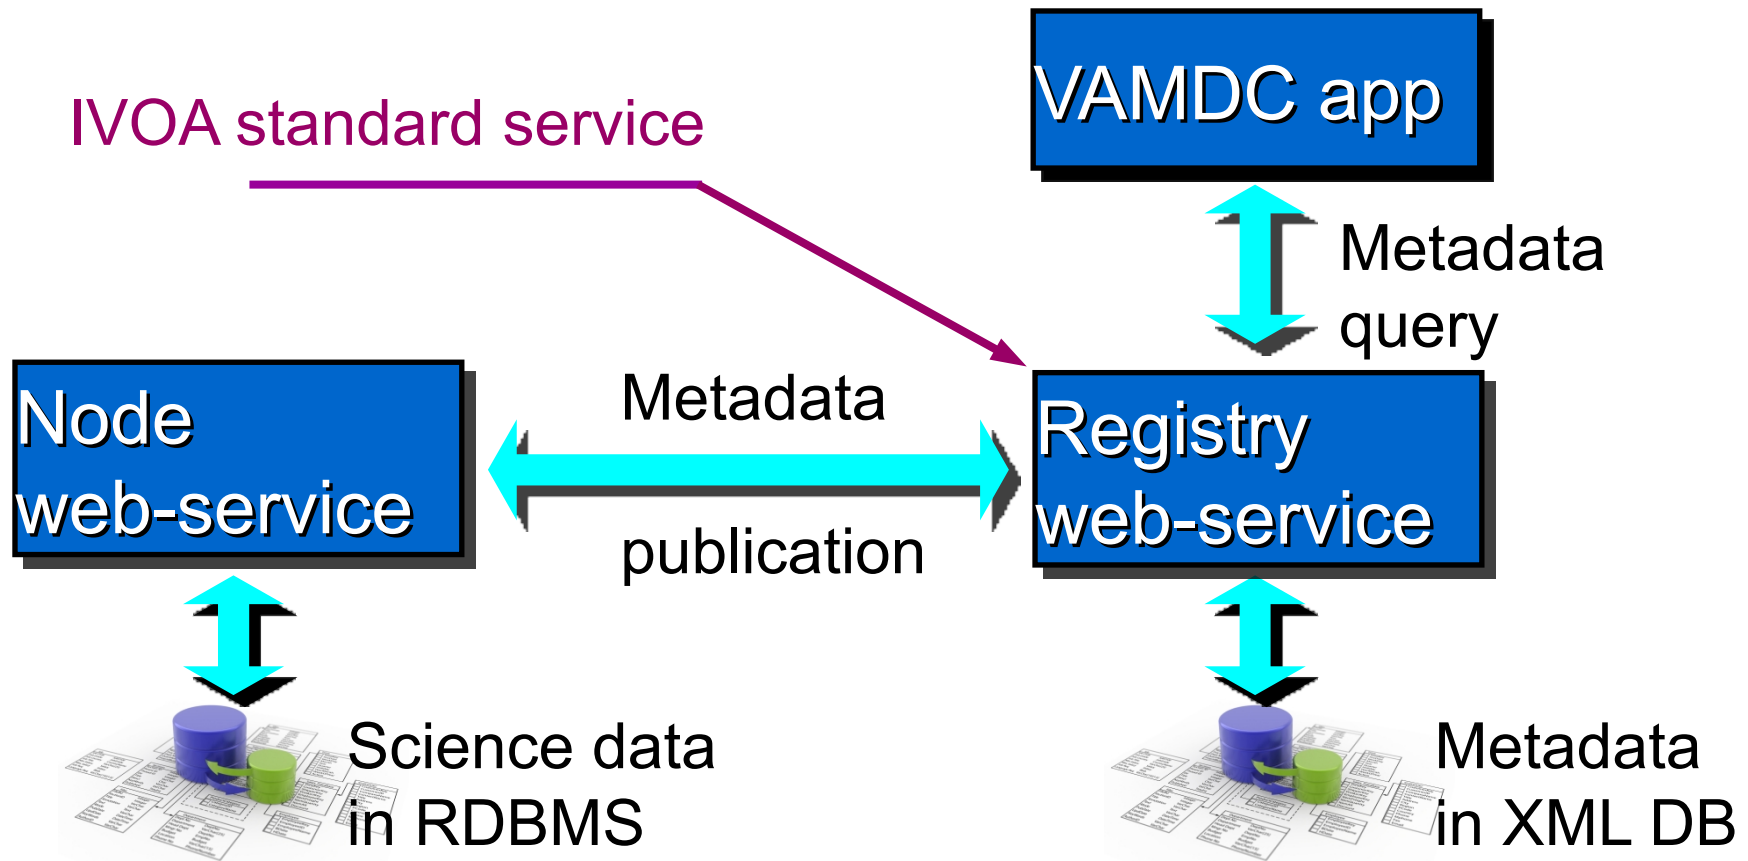 VAMDC app
IVOA standard service
Metadata
query
Node
web-service
Metadata
publication
Registry
web-service
Science data
in RDBMS
Metadata
in XML DB